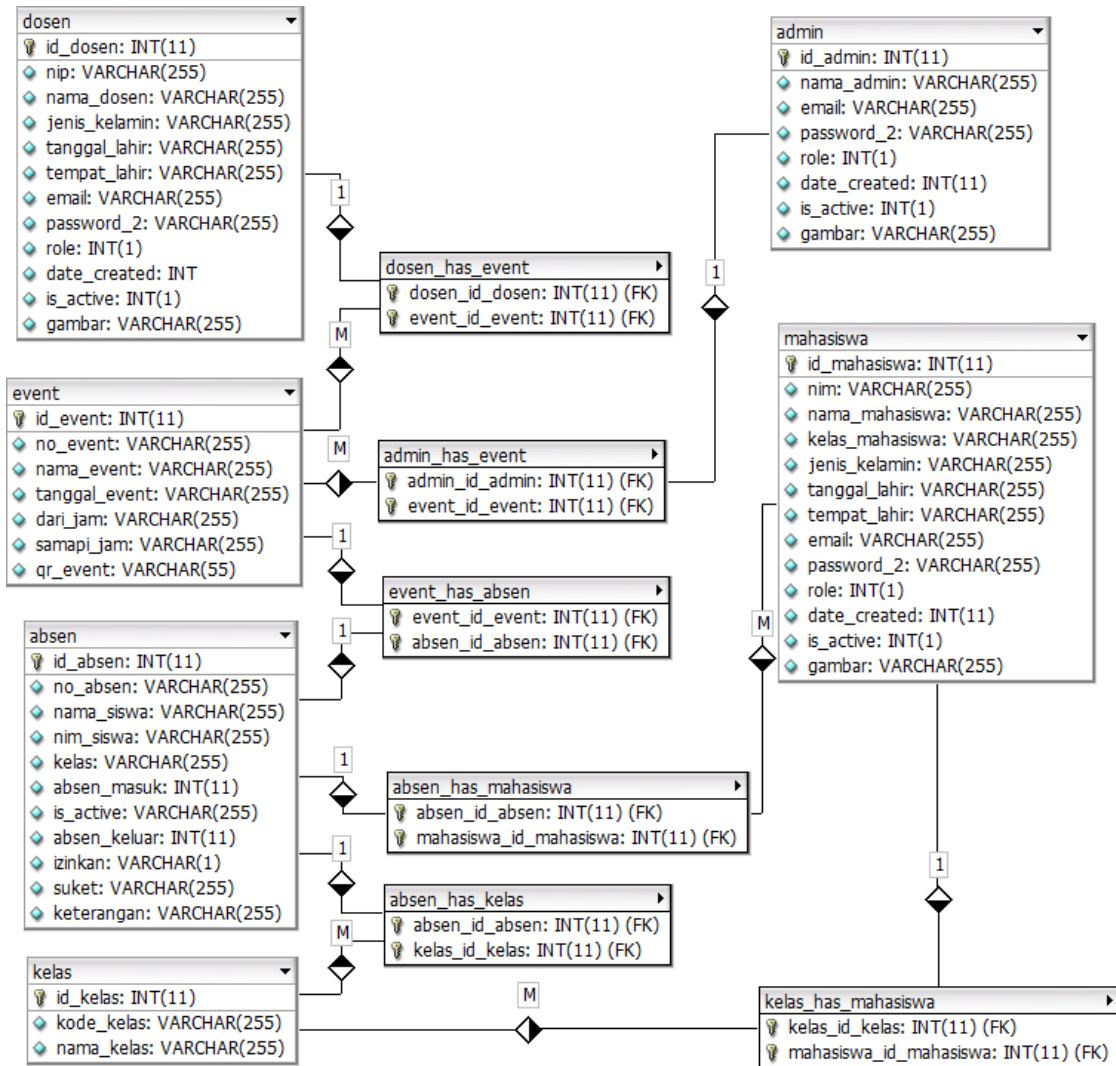 dosen
id_dosen: INT(11)
nip: VARCHAR(255)
nama_dosen: VARCHAR(255)
jenis_kelamin: VARCHAR(255)
tanggal_lahir: VARCHAR(255)
tempat_lahir: VARCHAR(255)
email: VARCHAR(255)
password_2: VARCHAR(255)
role: INT(1)
date_created: INT
is_active: INT(1)
gambar: VARCHAR(255)
1
dosen_has_event
dosen_id_dosen: INT(11) (FK)
event_id_event: INT(11) (FK)
M
admin
id_admin: INT(11)
nama_admin: VARCHAR(255)
email: VARCHAR(255)
password_2: VARCHAR(255)
role: INT(1)
date_created: INT(11)
is_active: INT(1)
gambar: VARCHAR(255)
1
event
id_event: INT(11)
no_event: VARCHAR(255)
nama_event: VARCHAR(255)
tanggal_event: VARCHAR(255)
dari_jam: VARCHAR(255)
samapi_jam: VARCHAR(255)
qr_event: VARCHAR(55)
M
admin_has_event
admin_id_admin: INT(11) (FK)
event_id_event: INT(11) (FK)
1
event_has_absen
event_id_event: INT(11) (FK)
absen_id_absen: INT(11) (FK)
1
mahasiswa
id_mahasiswa: INT(11)
nim: VARCHAR(255)
nama_mahasiswa: VARCHAR(255)
kelas_mahasiswa: VARCHAR(255)
jenis_kelamin: VARCHAR(255)
tanggal_lahir: VARCHAR(255)
tempat_lahir: VARCHAR(255)
email: VARCHAR(255)
password_2: VARCHAR(255)
role: INT(1)
date_created: INT(11)
is_active: INT(1)
gambar: VARCHAR(255)
M
absen
id_absen: INT(11)
no_absen: VARCHAR(255)
nama_siswa: VARCHAR(255)
nim_siswa: VARCHAR(255)
kelas: VARCHAR(255)
absen_masuk: INT(11)
is_active: VARCHAR(255)
absen_keluar: INT(11)
izinkan: VARCHAR(1)
suket: VARCHAR(255)
keterangan: VARCHAR(255)
1
absen_has_mahasiswa
absen_id_absen: INT(11) (FK)
mahasiswa_id_mahasiswa: INT(11) (FK)
1
absen_has_kelas
absen_id_absen: INT(11) (FK)
kelas_id_kelas: INT(11) (FK)
M
1
kelas
id_kelas: INT(11)
kode_kelas: VARCHAR(255)
nama_kelas: VARCHAR(255)
M
kelas_has_mahasiswa
kelas_id_kelas: INT(11) (FK)
mahasiswa_id_mahasiswa: INT(11) (FK)